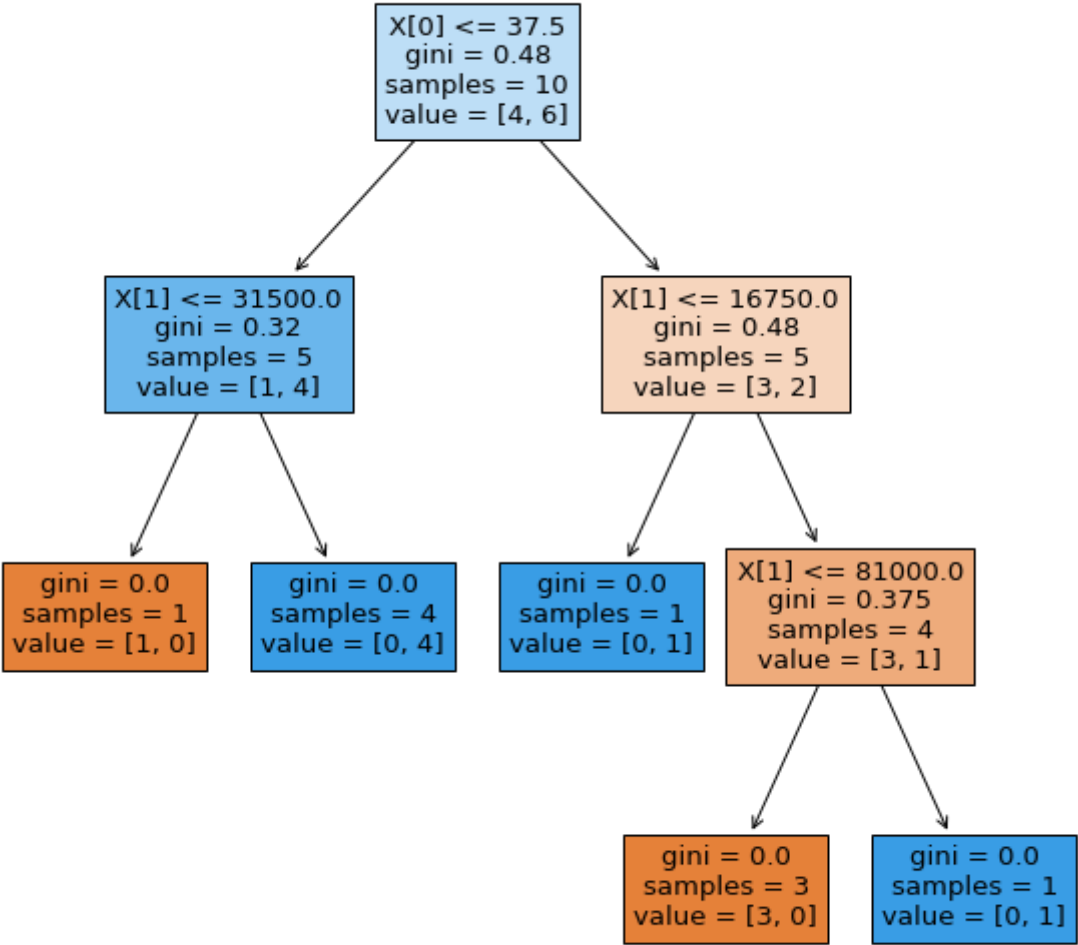 X[0] <= 37.5
gini = 0.48
samples = 10
value = [4, 6]
X[1] <= 31500.0
gini = 0.32
samples = 5
value = [1, 4]
X[1] <= 16750.0
gini = 0.48
samples = 5
value = [3, 2]
gini = 0.0
samples = 1
value = [1, 0]
gini = 0.0
samples = 4
value = [0, 4]
gini = 0.0
samples = 1
value = [0, 1]
X[1] <= 81000.0
gini = 0.375
samples = 4
value = [3, 1]
gini = 0.0
samples = 3
value = [3, 0]
gini = 0.0
samples = 1
value = [0, 1]